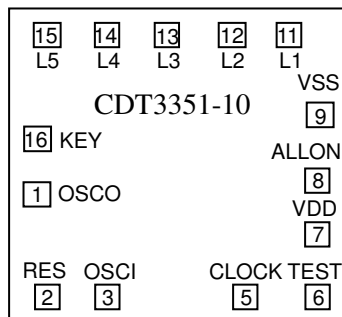 15 14 13 12 11
L5 L4 L3 L2 L1
VSS
CDT3351-10
9
16 KEY
ALLON
8
1 OSCO
VDD
7
RES OSCI CLOCK TEST
2 3 5 6